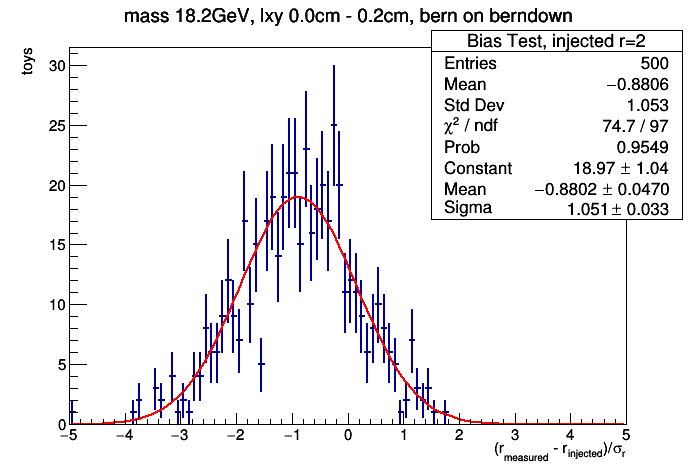 mass 18.2GeV, lxy 0.0cm - 0.2cm, bern on berndown
Bias Test, injected r=2
Entries 500
Mean −0.8806
Std Dev 1.053
χ² / ndf 74.7 / 97
Prob 0.9549
Constant 18.97 ± 1.04
Mean −0.8802 ± 0.0470
Sigma 1.051 ± 0.033
toys
30
25
20
15
10
5
0
−5 −4 −3 −2 −1 0 1 2 3 4 5
(r_measured - r_injected)/σ_r